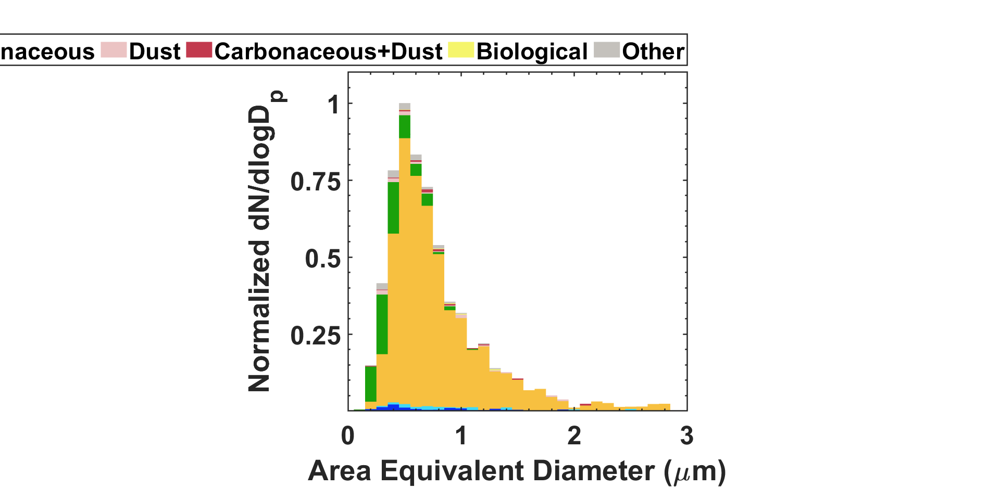 naceous Dust Carbonaceous+Dust Biological Other
Normalized dN/dlogDp
1
0.75
0.5
0.25
0 1 2 3
Area Equivalent Diameter (μm)